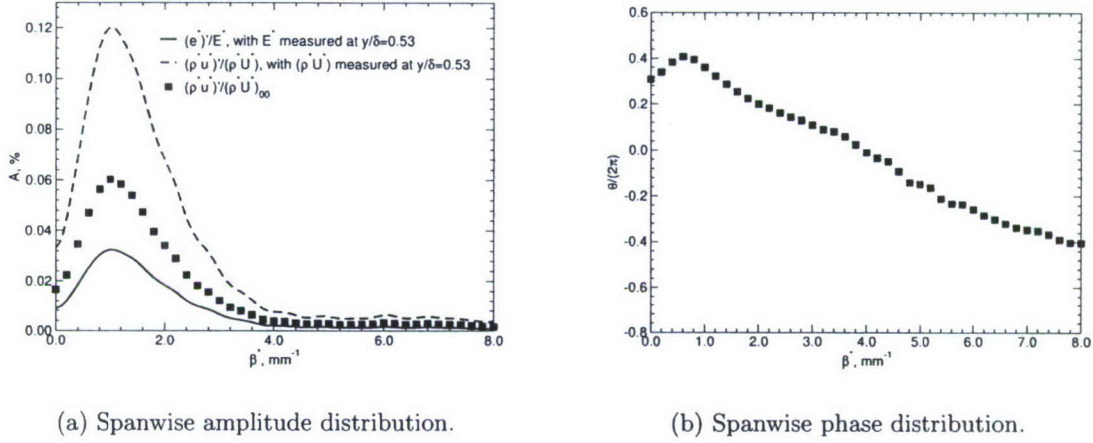 0.12
0.10
0.08
0.06
0.04
0.02
0.00
A, %
(e*)'/E*, with E* measured at y/δ=0.53
(ρ*u*)'/(ρ*U*), with (ρ*U*) measured at y/δ=0.53
(ρ*u*)'/(ρ*U*)∞
0.0 2.0 4.0 6.0 8.0
β*, mm⁻¹
0.6
0.4
0.2
0.0
-0.2
-0.4
-0.6
-0.8
θ/(2π)
0.0 1.0 2.0 3.0 4.0 5.0 6.0 7.0 8.0
β*, mm⁻¹
(a) Spanwise amplitude distribution.
(b) Spanwise phase distribution.